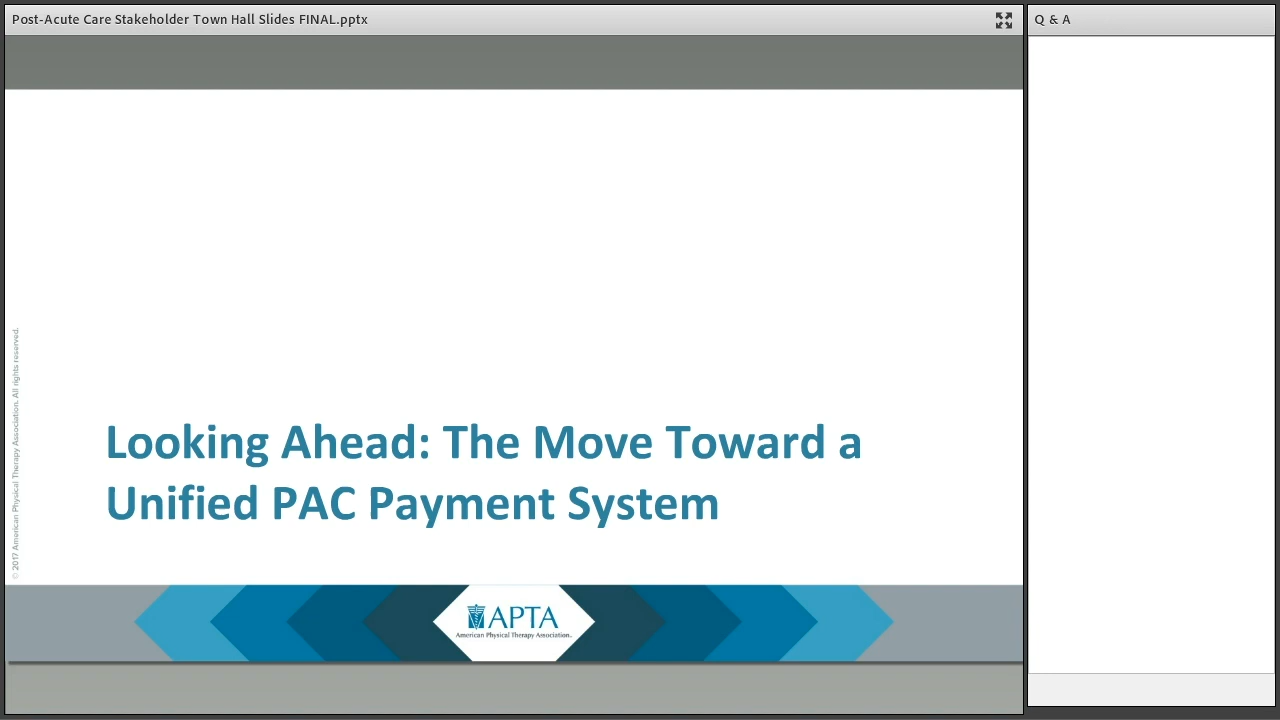 Post-Acute Care Stakeholder Town Hall Slides FINAL.pptx
Q & A
© 2017 American Physical Therapy Association. All rights reserved.
Looking Ahead: The Move Toward a
Unified PAC Payment System
APTA
American Physical Therapy Association.